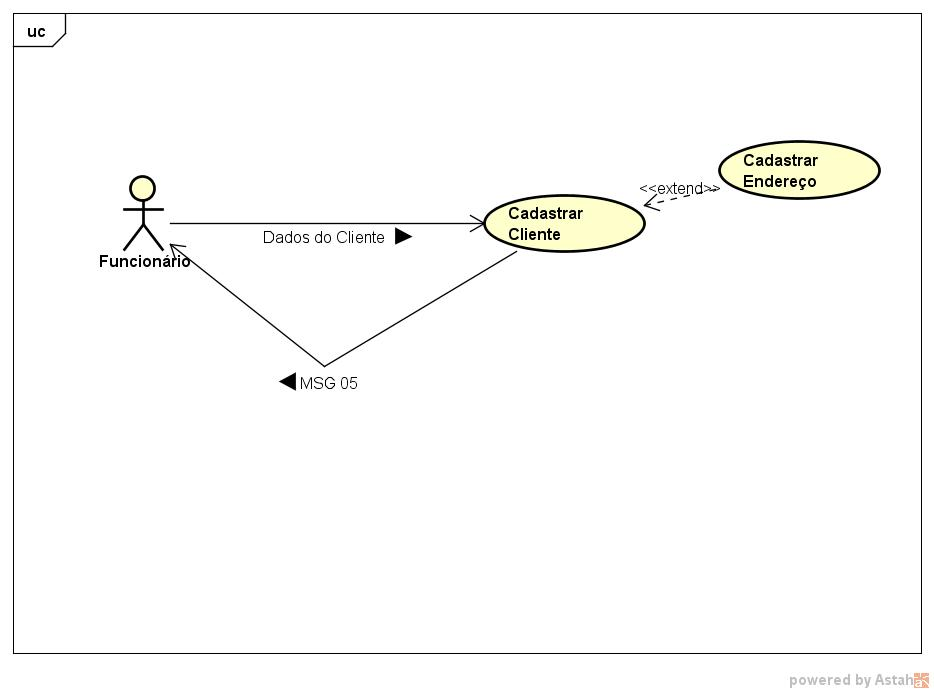 uc
Cadastrar
Endereço
<<extend>>
Cadastrar
Cliente
Dados do Cliente
Funcionário
MSG 05
powered by Astah